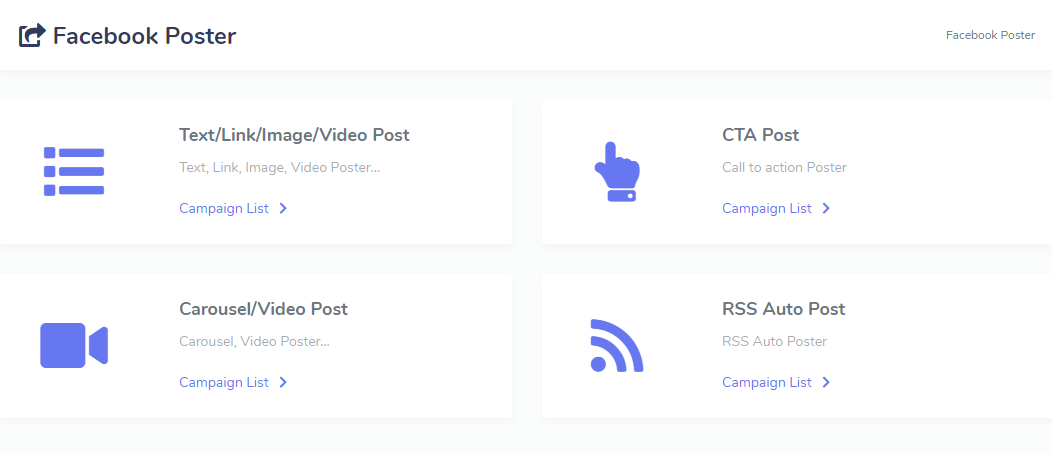 Facebook Poster
Facebook Poster
Text/Link/Image/Video Post
Text, Link, Image, Video Poster...
Campaign List
CTA Post
Call to action Poster
Campaign List
Carousel/Video Post
Carousel, Video Poster...
Campaign List
RSS Auto Post
RSS Auto Poster
Campaign List